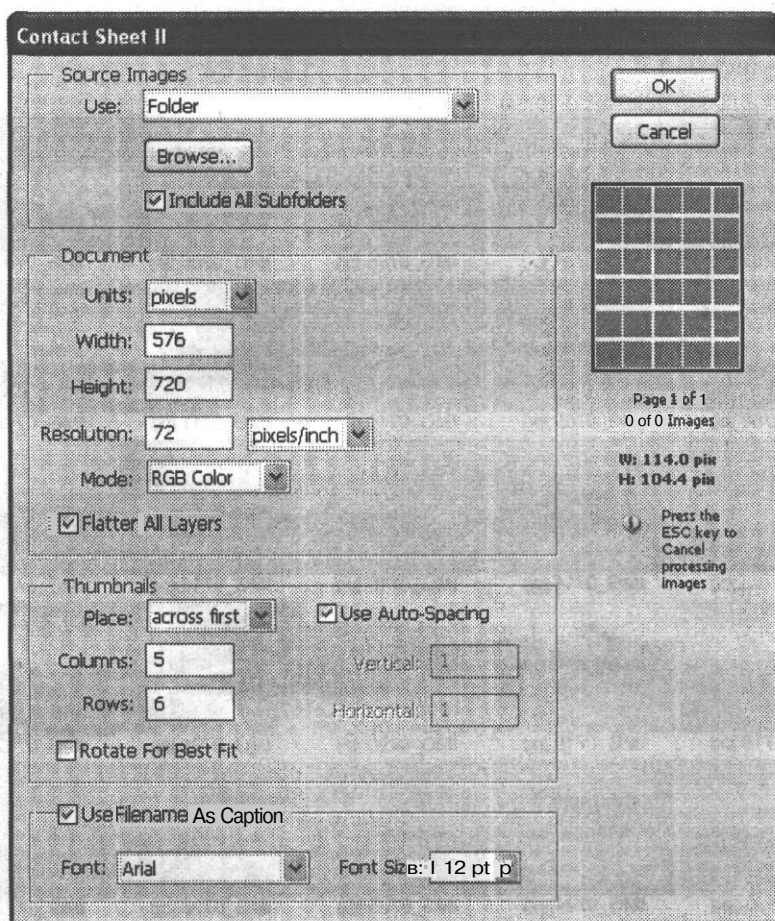 Contact Sheet II
Source Images
Use: Folder
Browse...
Include All Subfolders
OK
Cancel
Document
Units: pixels
Width: 576
Height: 720
Resolution: 72 pixels/inch
Mode: RGB Color
Flatter All Layers
Page 1 of 1
0 of 0 Images
W: 114.0 pix
H: 104.4 pix
Press the
ESC key to
Cancel
processing
images
Thumbnails
Place: across first
Use Auto-Spacing
Columns: 5
Vertical: 1
Rows: 6
Horizontal: 1
Rotate For Best Fit
Use Filename As Caption
Font: Arial
Font Sizв: I 12 pt p